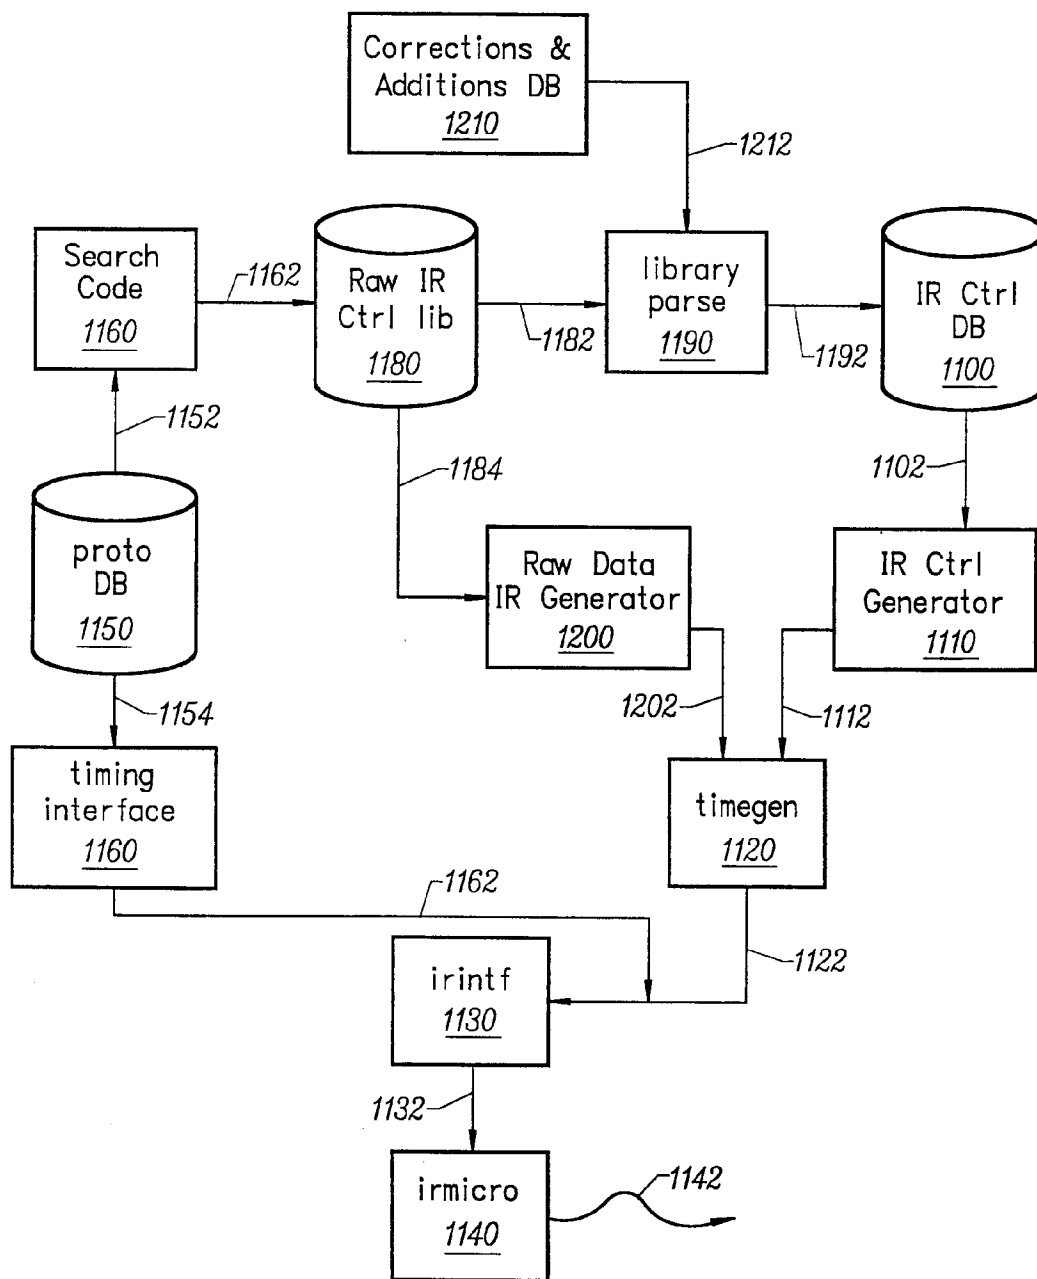 Corrections &
Additions DB
1210
1212
Search
Code
1160
1162
Raw IR
Ctrl lib
1180
1182
library
parse
1190
1192
IR Ctrl
DB
1100
1152
1184
1102
proto
DB
1150
Raw Data
IR Generator
1200
IR Ctrl
Generator
1110
1154
1202
1112
timing
interface
1160
timegen
1120
1162
1122
irintf
1130
1132
irmicro
1140
1142